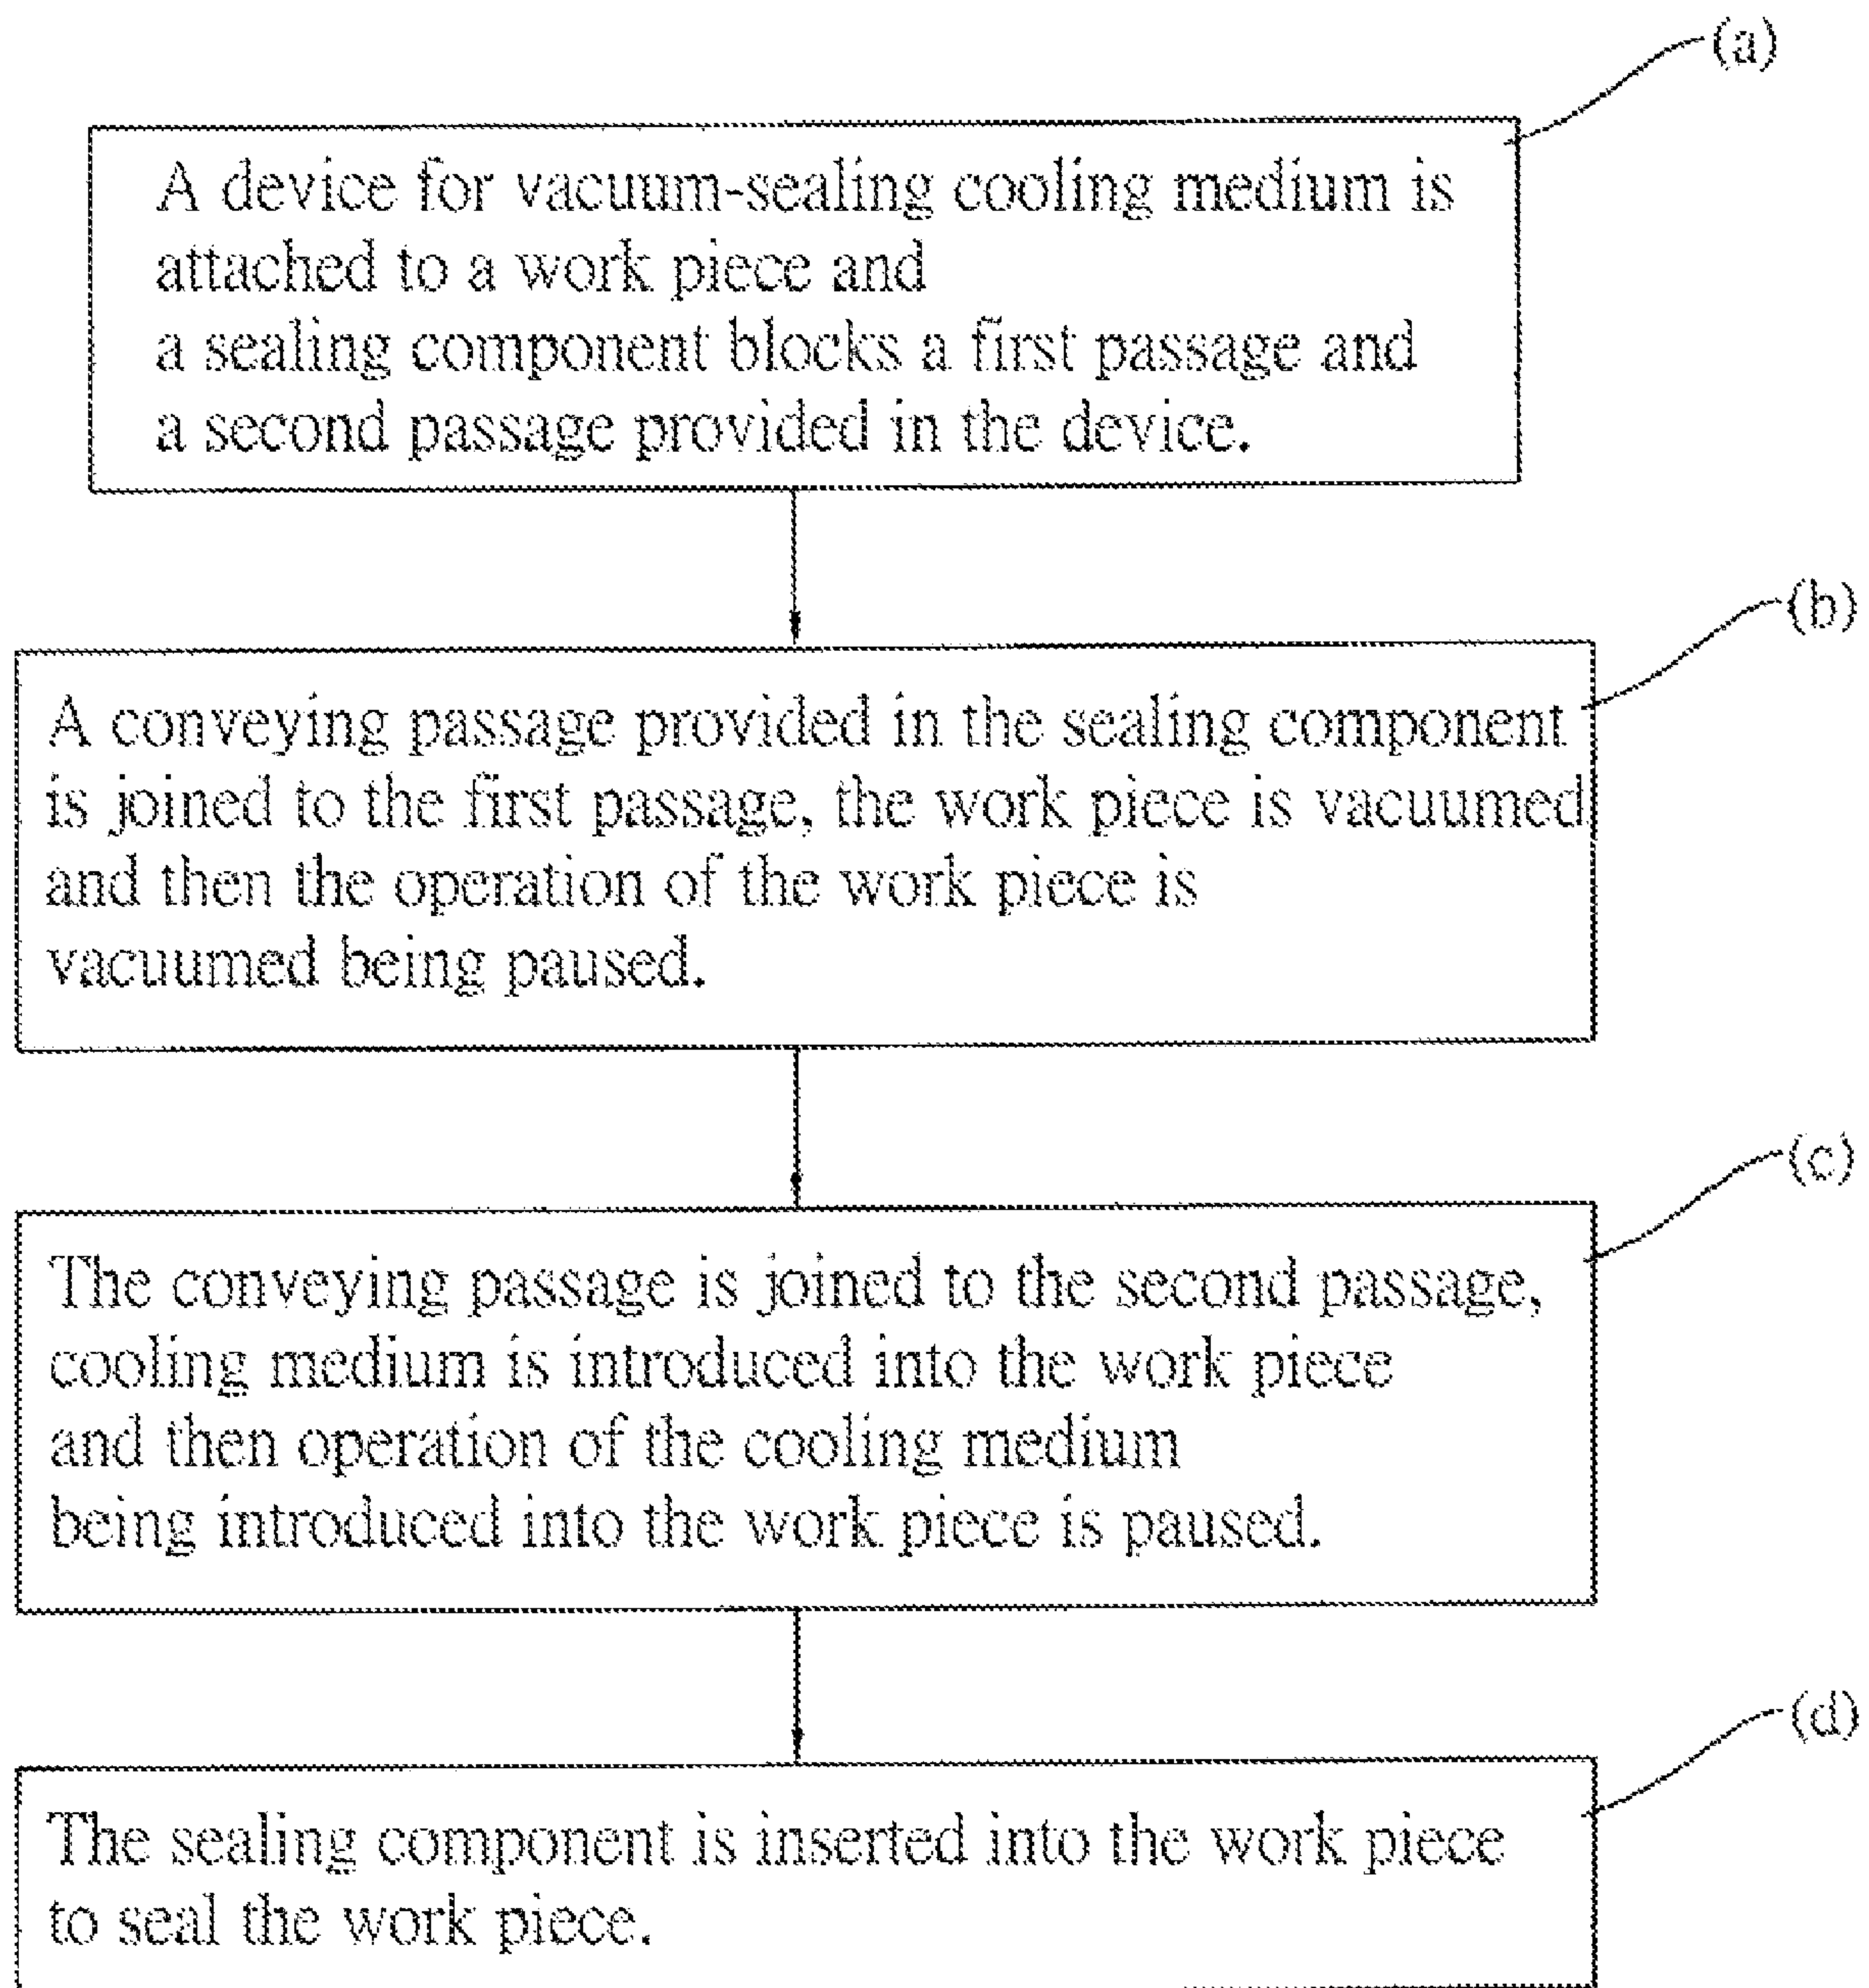 (a)
A device for vacuum-sealing cooling medium is
attached to a work piece and
a sealing component blocks a first passage and
a second passage provided in the device.
(b)
A conveying passage provided in the sealing component
is joined to the first passage, the work piece is vacuumed
and then the operation of the work piece is
vacuumed being paused.
(c)
The conveying passage is joined to the second passage,
cooling medium is introduced into the work piece
and then operation of the cooling medium
being introduced into the work piece is paused.
(d)
The sealing component is inserted into the work piece
to seal the work piece.